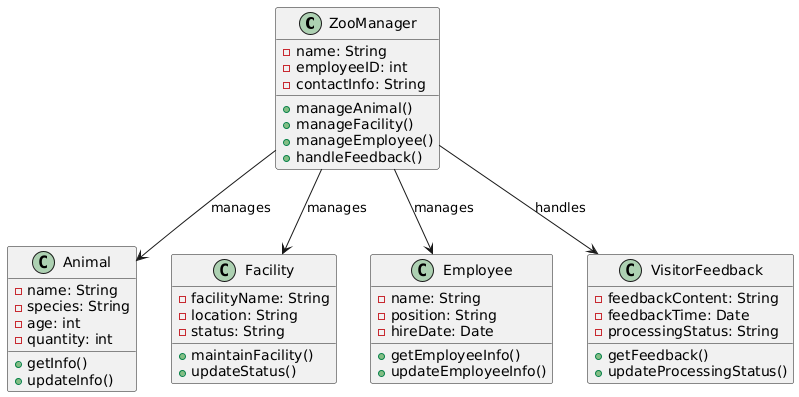 C ZooManager
name: String
employeeID: int
contactInfo: String
manageAnimal()
manageFacility()
manageEmployee()
handleFeedback()
manages
manages
manages
handles
C Animal
name: String
species: String
age: int
quantity: int
getInfo()
updateInfo()
C Facility
facilityName: String
location: String
status: String
maintainFacility()
updateStatus()
C Employee
name: String
position: String
hireDate: Date
getEmployeeInfo()
updateEmployeeInfo()
C VisitorFeedback
feedbackContent: String
feedbackTime: Date
processingStatus: String
getFeedback()
updateProcessingStatus()